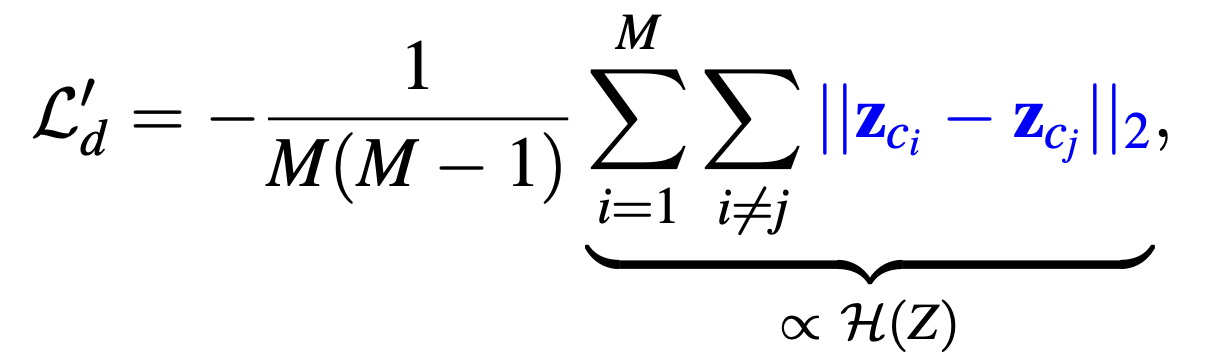 $$\mathcal{L}'_d = -\frac{1}{M(M-1)} \underbrace{\sum_{i=1}^{M} \sum_{i \neq j} ||\mathbf{z}_{c_i} - \mathbf{z}_{c_j}||_2}_{\propto \mathcal{H}(Z)},$$